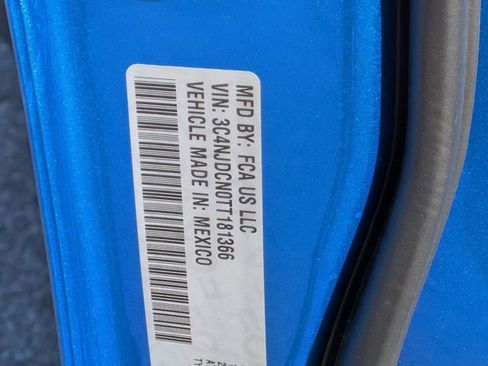 MFD BY: FCA US LLC
VIN: 3C4NJDCN0TT181366
VEHICLE MADE IN: MEXICO